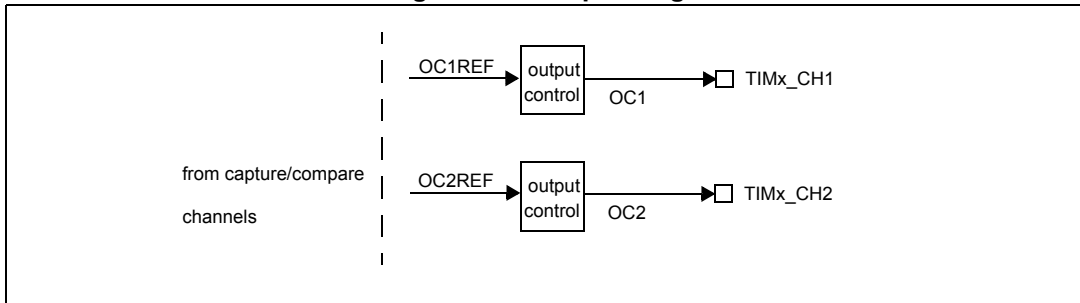 OC1REF
output
control
OC1
TIMx_CH1
from capture/compare
channels
OC2REF
output
control
OC2
TIMx_CH2